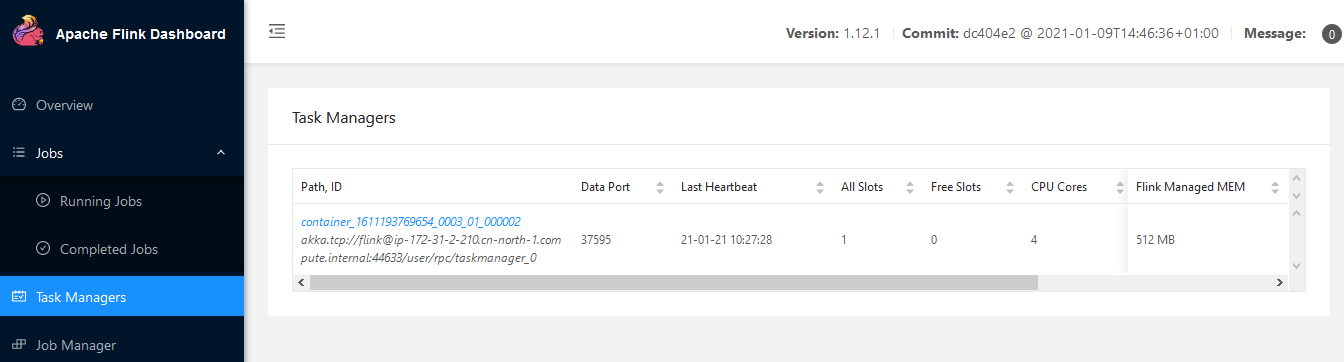 Apache Flink Dashboard
Version: 1.12.1 Commit: dc404e2 @ 2021-01-09T14:46:36+01:00 Message: 0
Overview
Jobs
Running Jobs
Completed Jobs
Task Managers
Job Manager
Task Managers
Path, ID Data Port Last Heartbeat All Slots Free Slots CPU Cores Flink Managed MEM
container_1611193769654_0003_01_000002
akka.tcp://flink@ip-172-31-2-210.cn-north-1.com
pute.internal:44633/user/rpc/taskmanager_0
37595 21-01-21 10:27:28 1 0 4 512 MB